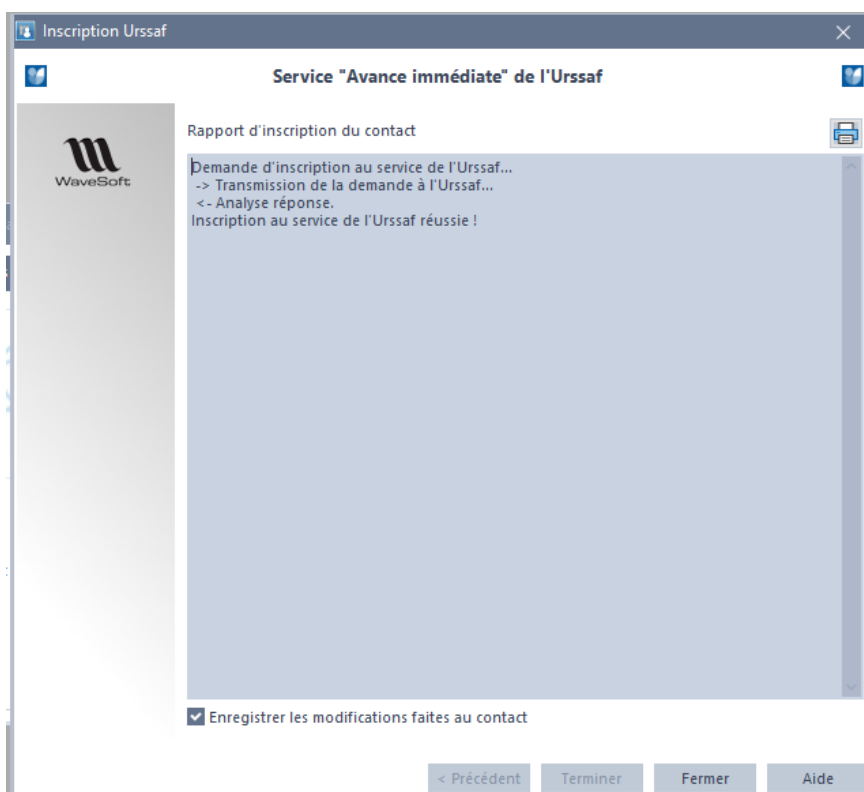 Inscription Urssaf
Service "Avance immédiate" de l'Urssaf
WaveSoft
Rapport d'inscription du contact
Demande d'inscription au service de l'Urssaf...
-> Transmission de la demande à l'Urssaf...
<- Analyse réponse.
Inscription au service de l'Urssaf réussie !
Enregistrer les modifications faites au contact
< Précédent
Terminer
Fermer
Aide